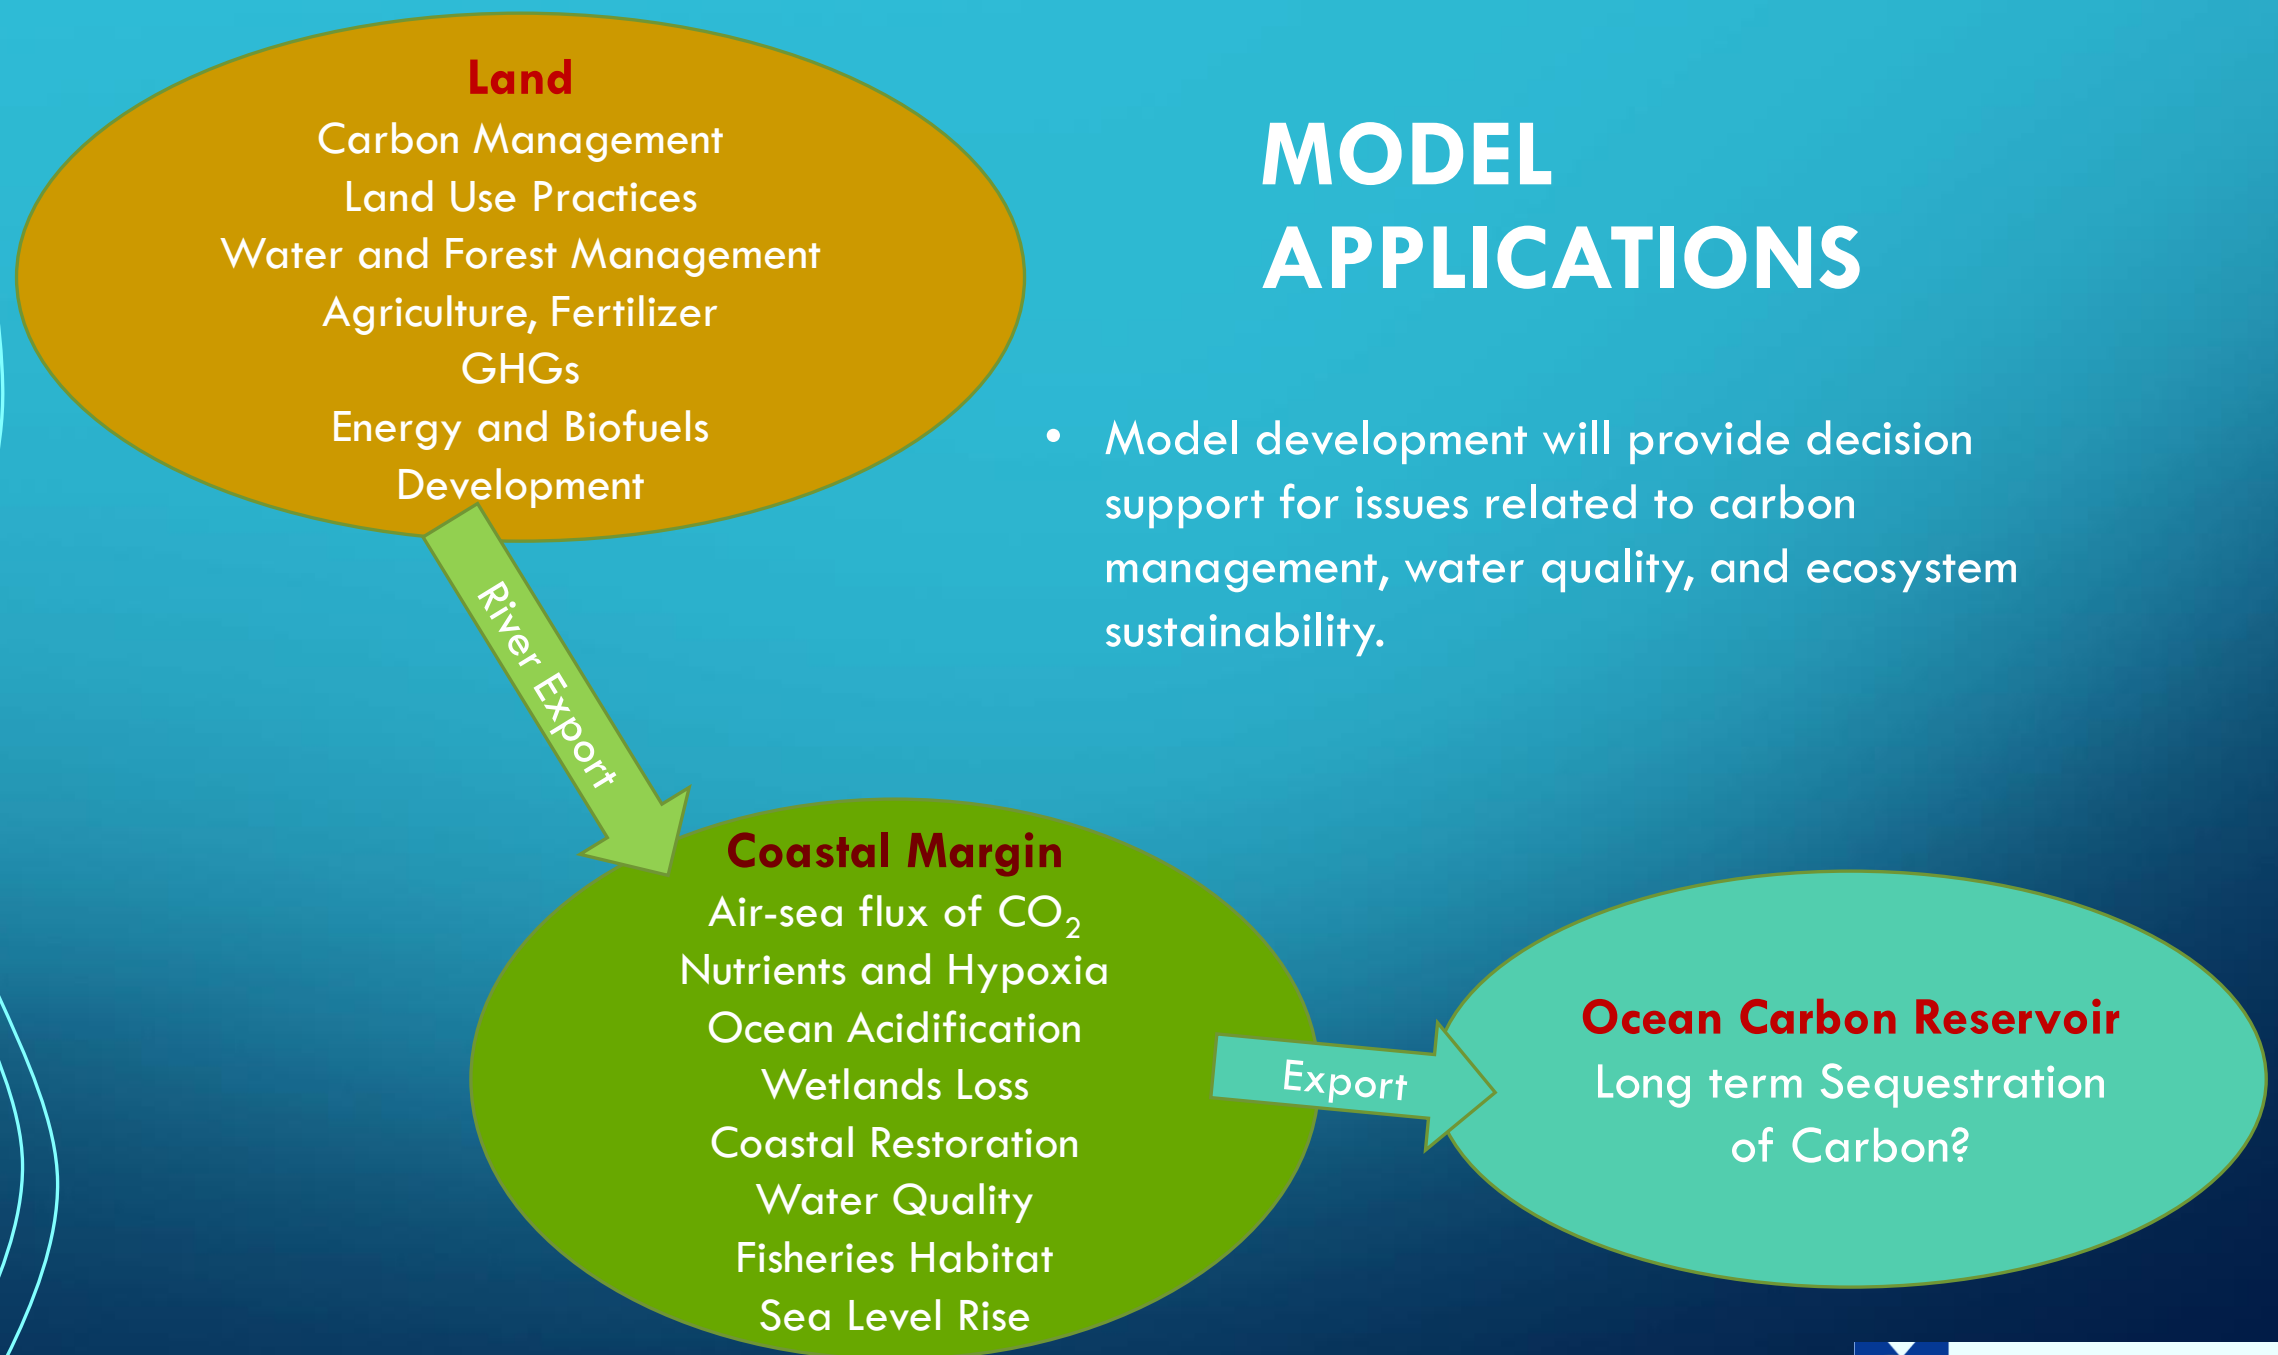 Land
Carbon Management
Land Use Practices
Water and Forest Management
Agriculture, Fertilizer
GHGs
Energy and Biofuels
Development
MODEL
APPLICATIONS
• Model development will provide decision
support for issues related to carbon
management, water quality, and ecosystem
sustainability.
River Export
Coastal Margin
Air-sea flux of CO₂
Nutrients and Hypoxia
Ocean Acidification
Wetlands Loss
Coastal Restoration
Water Quality
Fisheries Habitat
Sea Level Rise
Export
Ocean Carbon Reservoir
Long term Sequestration
of Carbon?